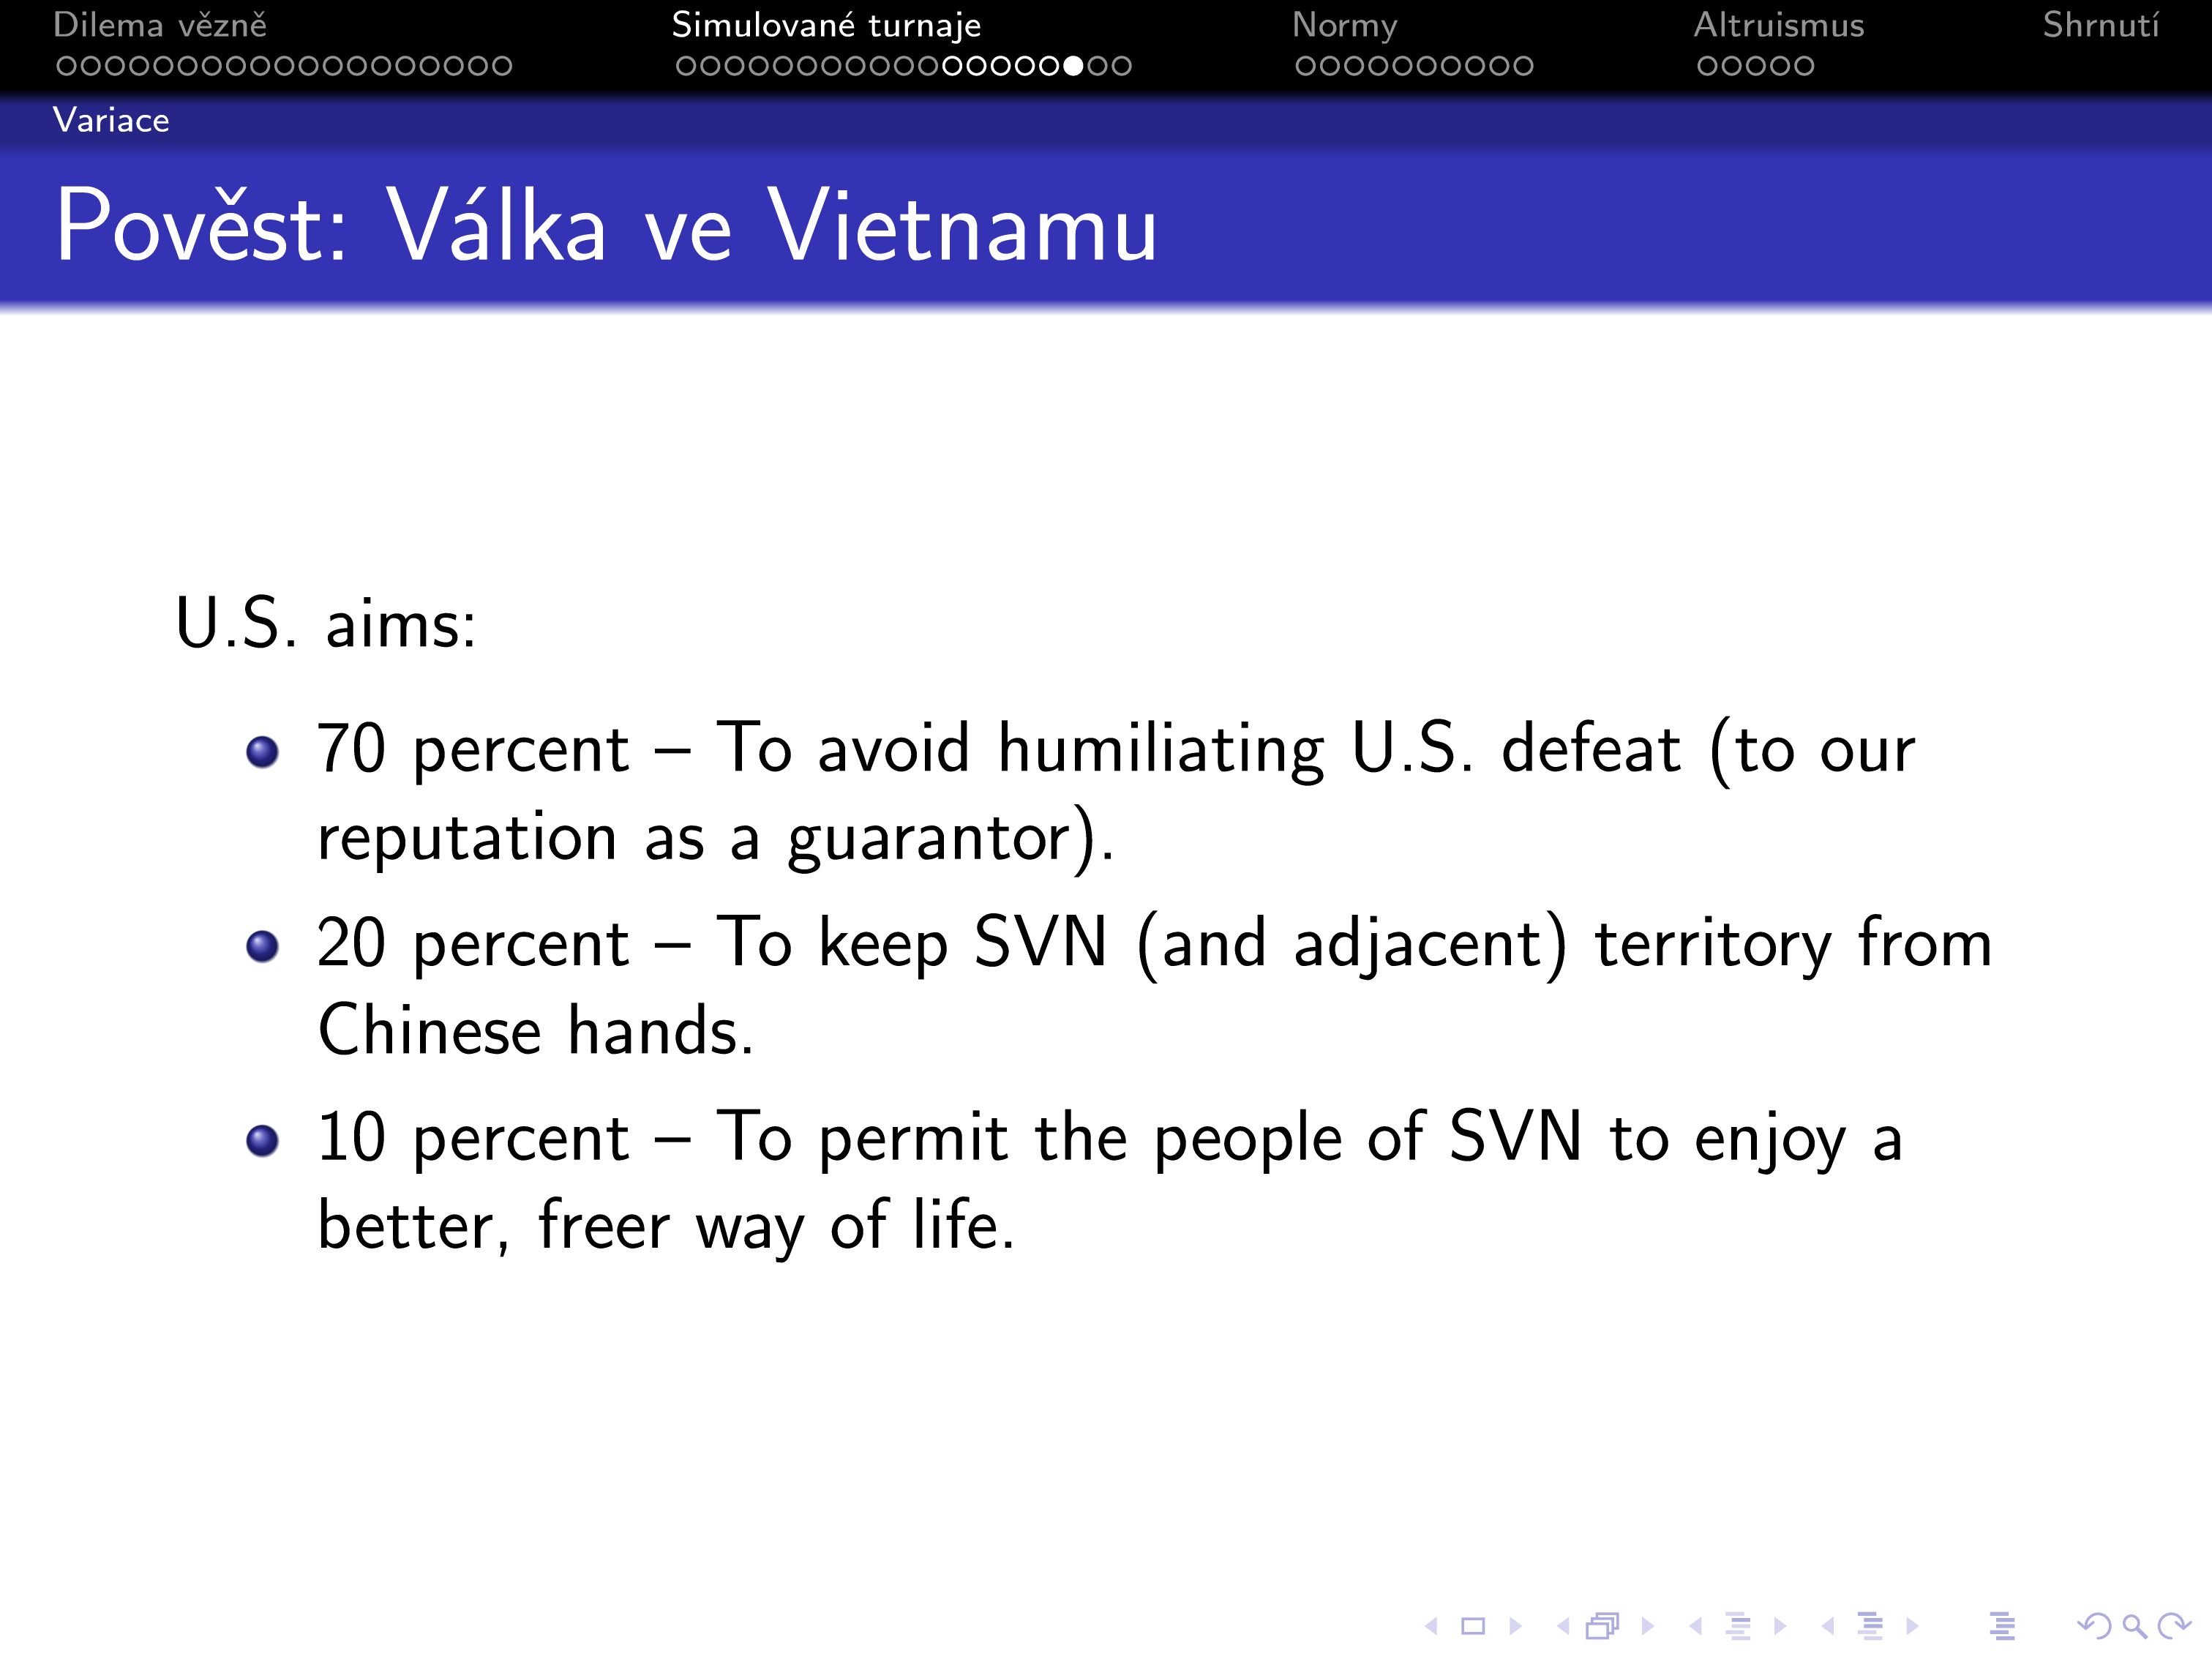 Dilema vězně
Simulované turnaje
Normy
Altruismus
Shrnutí
Variace
Pověst: Válka ve Vietnamu
U.S. aims:
70 percent – To avoid humiliating U.S. defeat (to our
reputation as a guarantor).
20 percent – To keep SVN (and adjacent) territory from
Chinese hands.
10 percent – To permit the people of SVN to enjoy a
better, freer way of life.